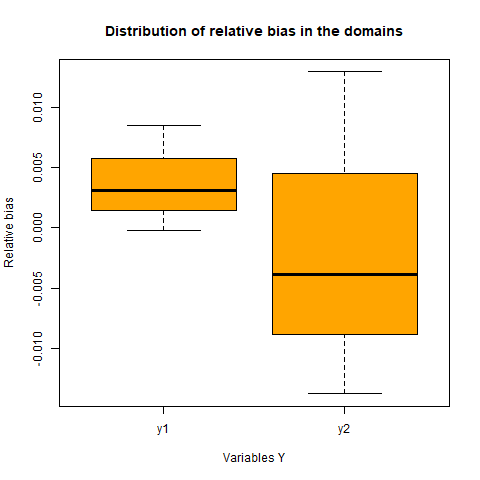 Distribution of relative bias in the domains
Relative bias
0.010
0.005
0.000
-0.005
-0.010
y1
y2
Variables Y